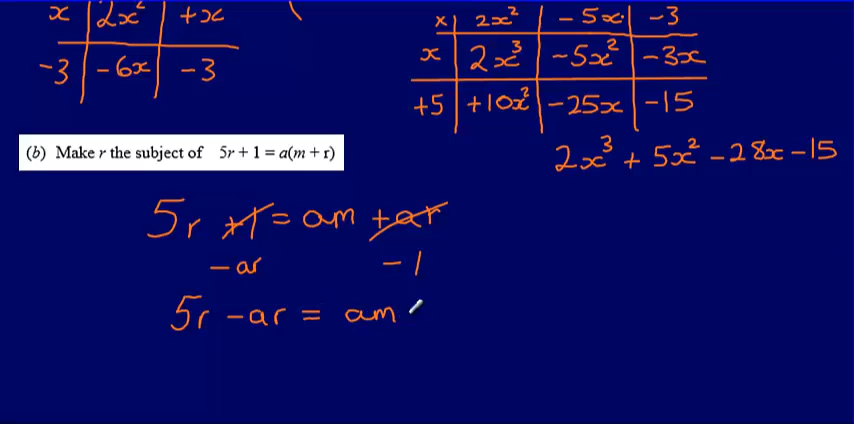 x 2x² +x
-3 -6x -3
x 2x² -5x -3
x 2x³ -5x² -3x
+5 +10x² -25x -15
2x³ + 5x² -28x -15
(b) Make r the subject of 5r + 1 = a(m + r)
5r +1 = am +ar
-ar -1
5r -ar = am